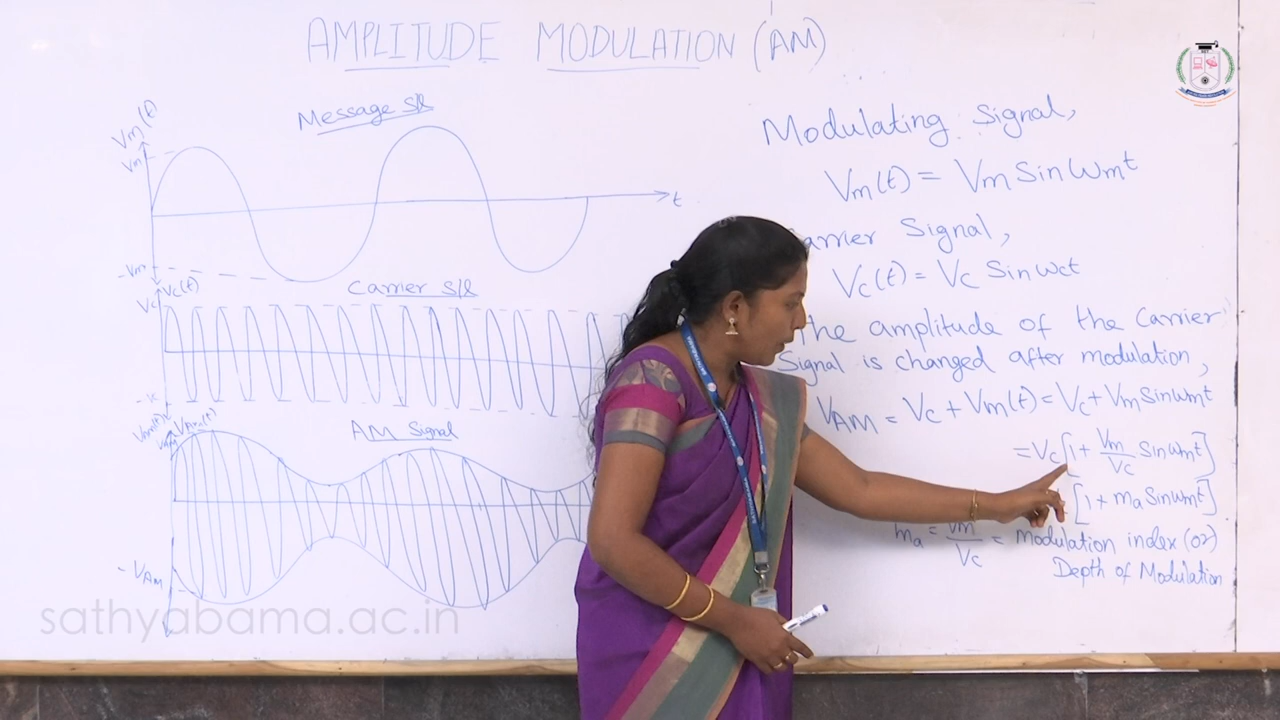 AMPLITUDE MODULATION (AM)
Message S/l
Vm(t)
Vm
t
-Vm
Carrier S/l
Vc(t)
Vc
AM Signal
VAM(t)
-VAM
Modulating Signal,
Vm(t) = Vm Sin ωmt
arrier Signal,
Vc(t) = Vc Sin ωct
the amplitude of the Carrier
Signal is changed after modulation,
VAM = Vc + Vm(t) = Vc + Vm Sin ωmt
= Vc [1 + Vm/Vc Sin ωmt]
[1 + ma Sin ωmt]
ma = Vm/Vc = modulation index (or)
Depth of Modulation
sathyabama.ac.in